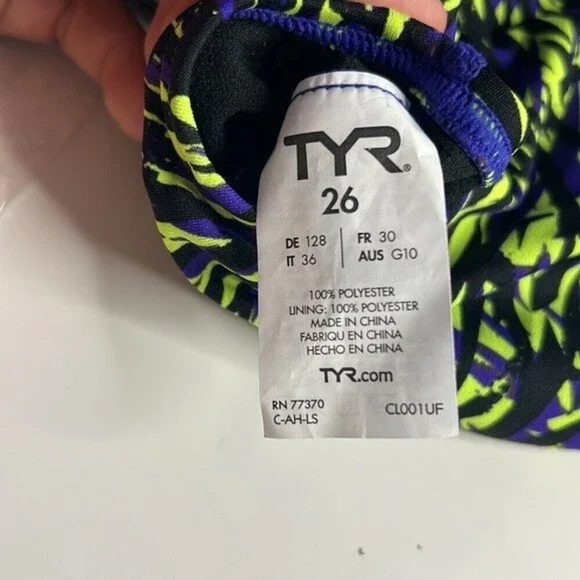 TYR®
26
DE 128 | FR 30
IT 36 | AUS G10
100% POLYESTER
LINING: 100% POLYESTER
MADE IN CHINA
FABRIQU EN CHINA
HECHO EN CHINA
TYR.com
RN 77370
C-AH-LS CL001UF